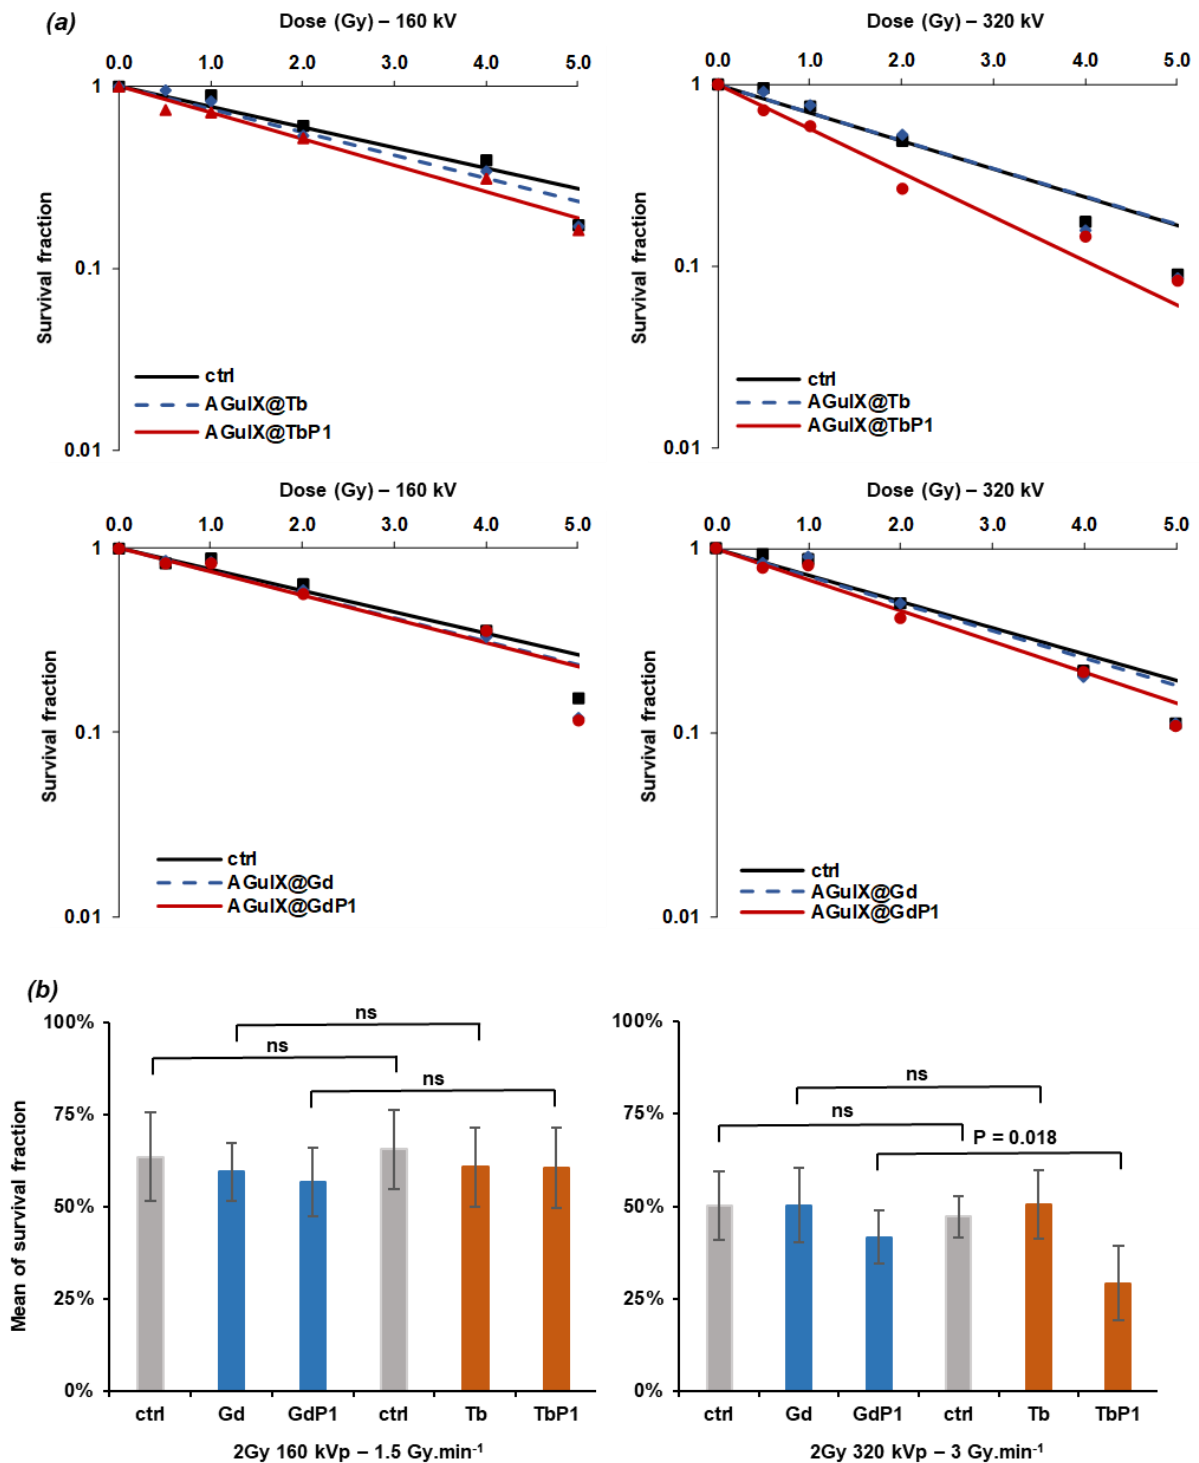 (a)
Dose (Gy) – 160 kV
0.0 1.0 2.0 3.0 4.0 5.0
1
0.1
0.01
Survival fraction
ctrl
AGuIX@Tb
AGuIX@TbP1
Dose (Gy) – 320 kV
0.0 1.0 2.0 3.0 4.0 5.0
1
0.1
0.01
Survival fraction
ctrl
AGuIX@Tb
AGuIX@TbP1
Dose (Gy) – 160 kV
0.0 1.0 2.0 3.0 4.0 5.0
1
0.1
0.01
Survival fraction
ctrl
AGuIX@Gd
AGuIX@GdP1
Dose (Gy) – 320 kV
0.0 1.0 2.0 3.0 4.0 5.0
1
0.1
0.01
Survival fraction
ctrl
AGuIX@Gd
AGuIX@GdP1
(b)
Mean of survival fraction
100%
75%
50%
25%
0%
ns
ns
ns
ctrl Gd GdP1 ctrl Tb TbP1
2Gy 160 kVp – 1.5 Gy.min⁻¹
100%
75%
50%
25%
0%
ns
ns
P = 0.018
ctrl Gd GdP1 ctrl Tb TbP1
2Gy 320 kVp – 3 Gy.min⁻¹